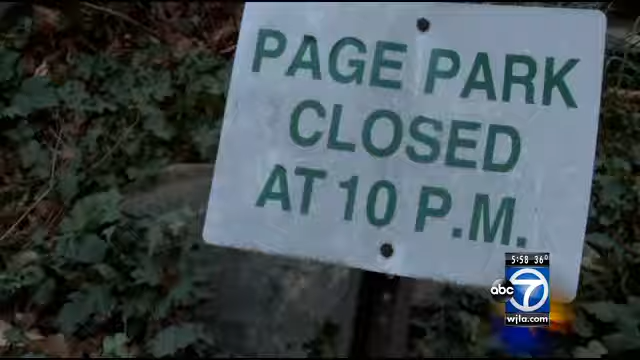 PAGE PARK
CLOSED
AT 10 P.M.
5:58 36°
abc 7
wjla.com